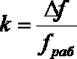 k = Δf / f_раб